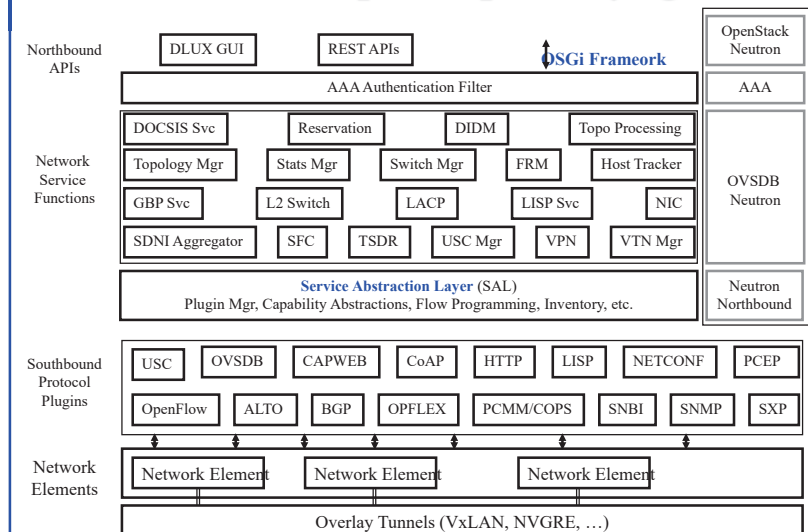 Northbound
APIs
DLUX GUI
REST APIs
OSGi Frameork
OpenStack
Neutron
AAA Authentication Filter
AAA
Network
Service
Functions
DOCSIS Svc
Reservation
DIDM
Topo Processing
Topology Mgr
Stats Mgr
Switch Mgr
FRM
Host Tracker
GBP Svc
L2 Switch
LACP
LISP Svc
NIC
SDNI Aggregator
SFC
TSDR
USC Mgr
VPN
VTN Mgr
OVSDB
Neutron
Service Abstraction Layer (SAL)
Plugin Mgr, Capability Abstractions, Flow Programming, Inventory, etc.
Neutron
Northbound
Southbound
Protocol
Plugins
USC
OVSDB
CAPWEB
CoAP
HTTP
LISP
NETCONF
PCEP
OpenFlow
ALTO
BGP
OPFLEX
PCMM/COPS
SNBI
SNMP
SXP
Network
Elements
Network Element
Network Element
Network Element
Overlay Tunnels (VxLAN, NVGRE, …)